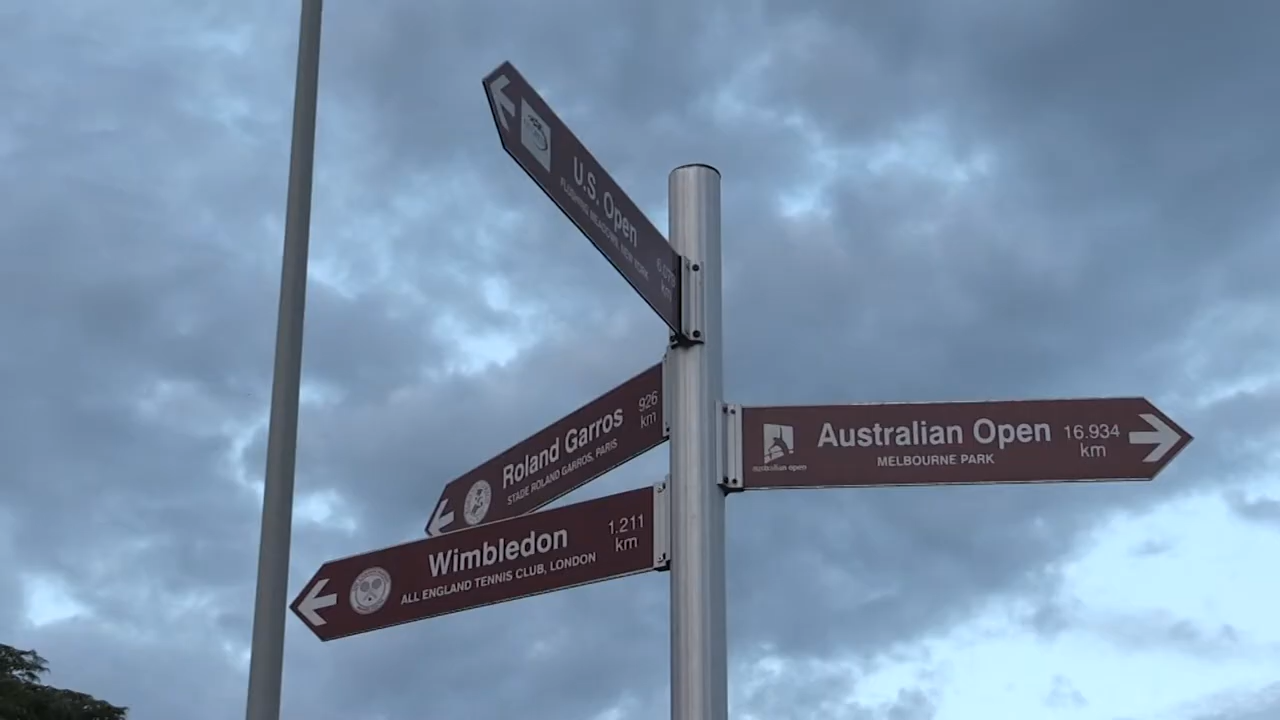 U.S. Open
FLUSHING MEADOWS, NEW YORK
km
Roland Garros
STADE ROLAND GARROS, PARIS
926
km
australian open
Australian Open
MELBOURNE PARK
16.934
km
Wimbledon
ALL ENGLAND TENNIS CLUB, LONDON
1.211
km